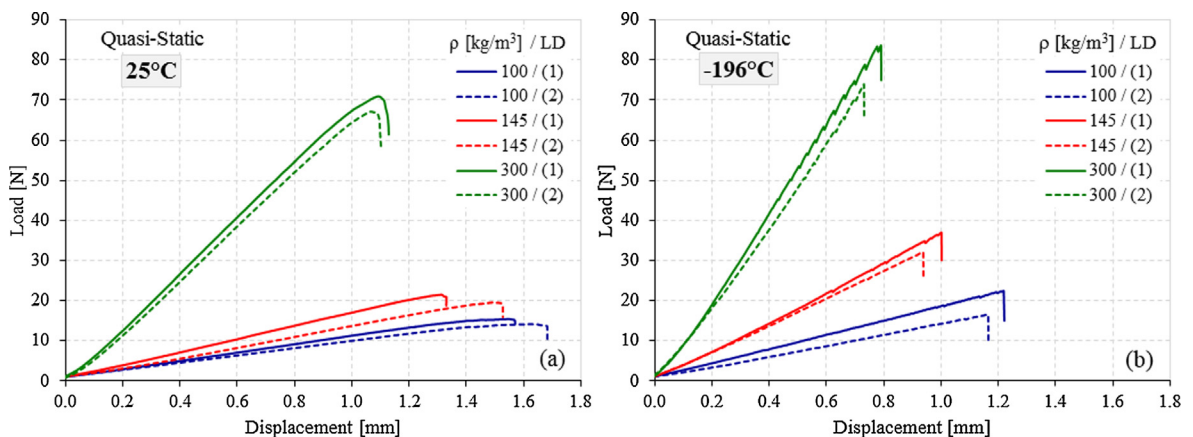 Quasi-Static
25°C
ρ [kg/m³] / LD
100 / (1)
100 / (2)
145 / (1)
145 / (2)
300 / (1)
300 / (2)
(a)
Load [N]
90
80
70
60
50
40
30
20
10
0
0.0 0.2 0.4 0.6 0.8 1.0 1.2 1.4 1.6 1.8
Displacement [mm]
Quasi-Static
-196°C
ρ [kg/m³] / LD
100 / (1)
100 / (2)
145 / (1)
145 / (2)
300 / (1)
300 / (2)
(b)
Load [N]
90
80
70
60
50
40
30
20
10
0
0.0 0.2 0.4 0.6 0.8 1.0 1.2 1.4 1.6 1.8
Displacement [mm]